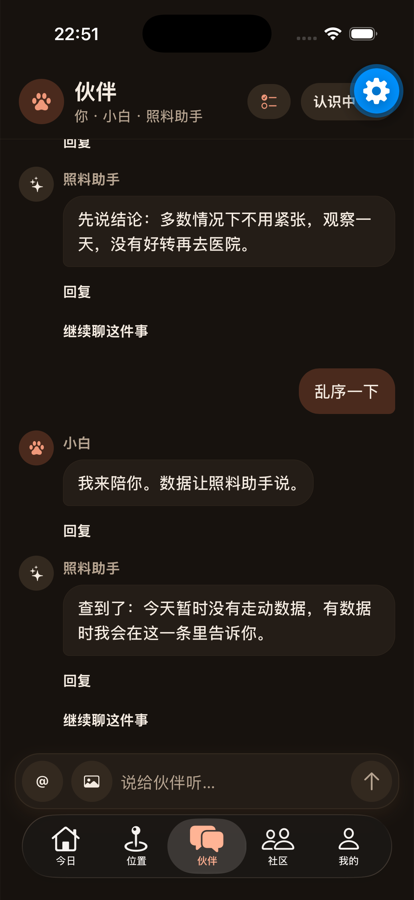 22:51
伙伴
你 · 小白 · 照料助手
认识中
回复
照料助手
先说结论：多数情况下不用紧张，观察一
天，没有好转再去医院。
回复
继续聊这件事
乱序一下
小白
我来陪你。数据让照料助手说。
回复
照料助手
查到了：今天暂时没有走动数据，有数据
时我会在这一条里告诉你。
回复
继续聊这件事
@
说给伙伴听...
今日
位置
伙伴
社区
我的